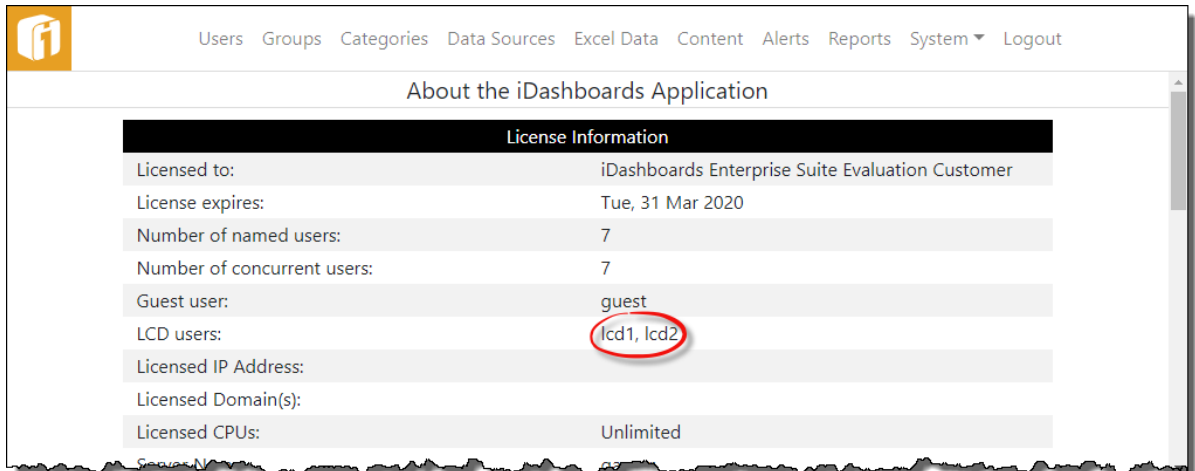 Users Groups Categories Data Sources Excel Data Content Alerts Reports System Logout
About the iDashboards Application
License Information
Licensed to: iDashboards Enterprise Suite Evaluation Customer
License expires: Tue, 31 Mar 2020
Number of named users: 7
Number of concurrent users: 7
Guest user: guest
LCD users: lcd1, lcd2
Licensed IP Address:
Licensed Domain(s):
Licensed CPUs: Unlimited